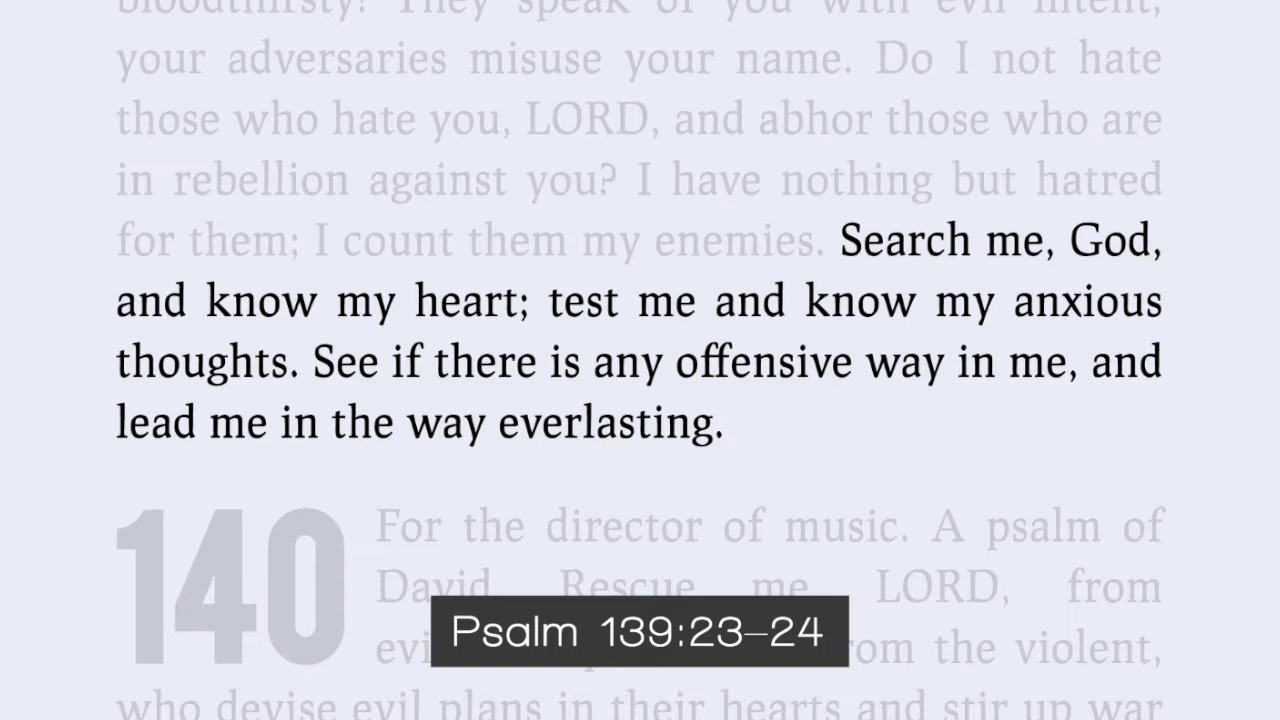 bloodthirsty! They speak of you with evil intent;
your adversaries misuse your name. Do I not hate
those who hate you, LORD, and abhor those who are
in rebellion against you? I have nothing but hatred
for them; I count them my enemies. Search me, God,
and know my heart; test me and know my anxious
thoughts. See if there is any offensive way in me, and
lead me in the way everlasting.
140
For the director of music. A psalm of
David Rescue me LORD, from
the violent,
who devise evil plans in their hearts and stir up war
Psalm 139:23–24